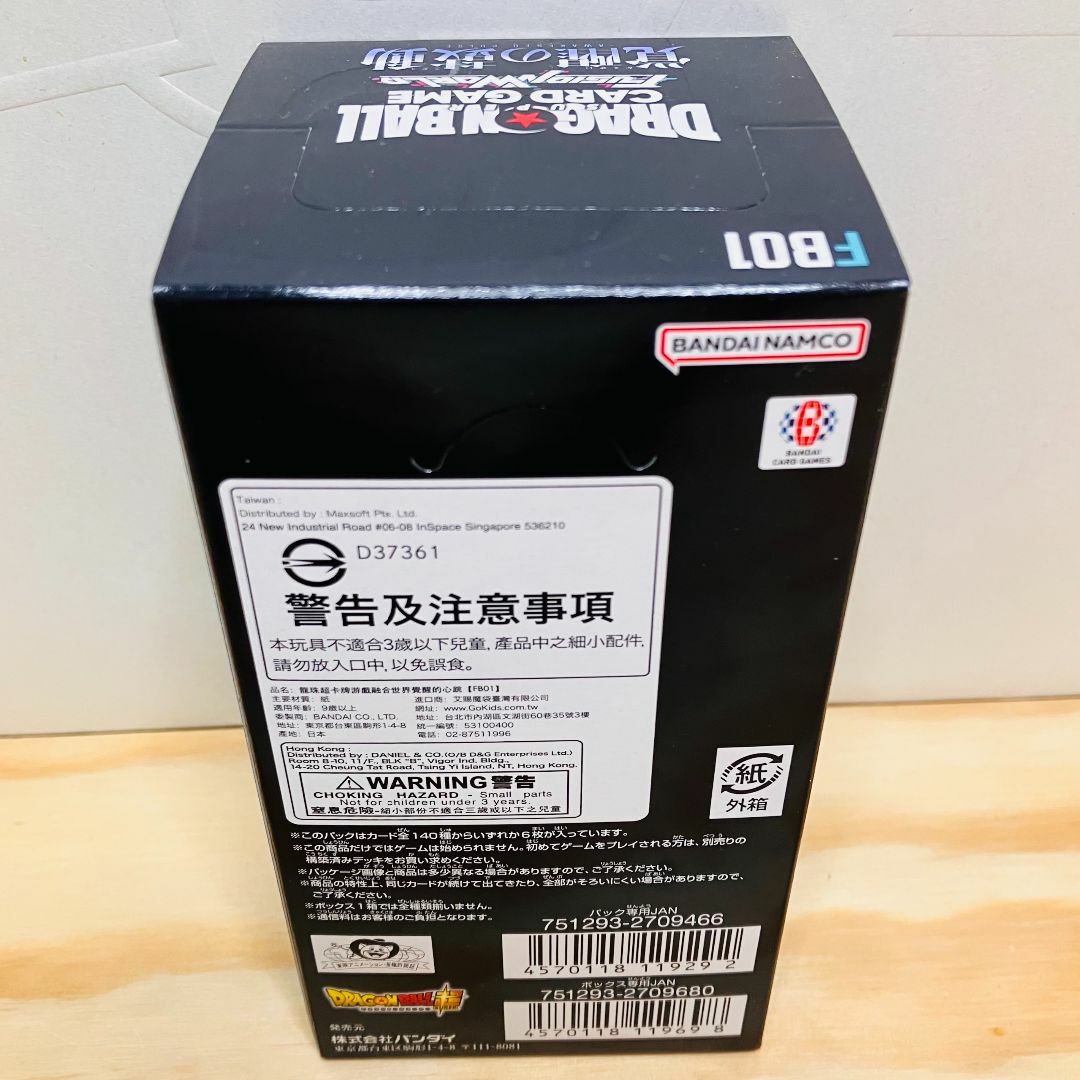 覚醒の鼓動
AWAKENED PULSE
Fusion World
CARD GAME
SUPER
DRAGON BALL
FB01
BANDAI NAMCO
B
BANDAI
CARD GAMES
Taiwan :
Distributed by : Maxsoft Pte. Ltd.
24 New Industrial Road #06-08 InSpace Singapore 536210
D37361
警告及注意事項
本玩具不適合3歲以下兒童, 產品中之細小配件,
請勿放入口中, 以免誤食。
品名: 龍珠超卡牌游戲融合世界覺醒的心跳【FB01】
主要材質: 紙 進口商: 艾賜魔袋臺灣有限公司
適用年齡: 9歲以上 網址: www.GoKids.com.tw
委製商: BANDAI CO., LTD. 地址: 台北市內湖區文湖街60巷35號3樓
地址: 東京都台東區駒形1-4-8 統一編號: 53100400
產地: 日本 電話: 02-87511996
Hong Kong :
Distributed by : DANIEL & CO.(O/B D&G Enterprises Ltd.)
Room 8-10, 11/F., BLK "B", Vigor Ind. Bldg.,
14-20 Cheung Tat Road, Tsing Yi Island, NT, Hong Kong.
WARNING 警告
CHOKING HAZARD - Small parts
Not for children under 3 years.
窒息危險-細小部份不適合三歲或以下之兒童
紙
外箱
※このパックはカード全140種からいずれか6枚が入っています。
※この商品だけではゲームは始められません。初めてゲームをプレイされる方は、別売りの
構築済みデッキをお買い求めください。
※パッケージ画像と商品は多少異なる場合がありますので、ご了承ください。
※商品の特性上、同じカードが続けて出てきたり、全部がそろいにくい場合がありますので、
ご了承ください。
※ボックス1箱では全種類揃いません。
※通信料はお客様のご負担となります。
パック専用JAN
751293-2709466
4570118 119292
ボックス専用JAN
751293-2709680
4570118 119698
DRAGON BALL超
発売元
株式会社バンダイ
東京都台東区駒形1-4-8 〒111-8081